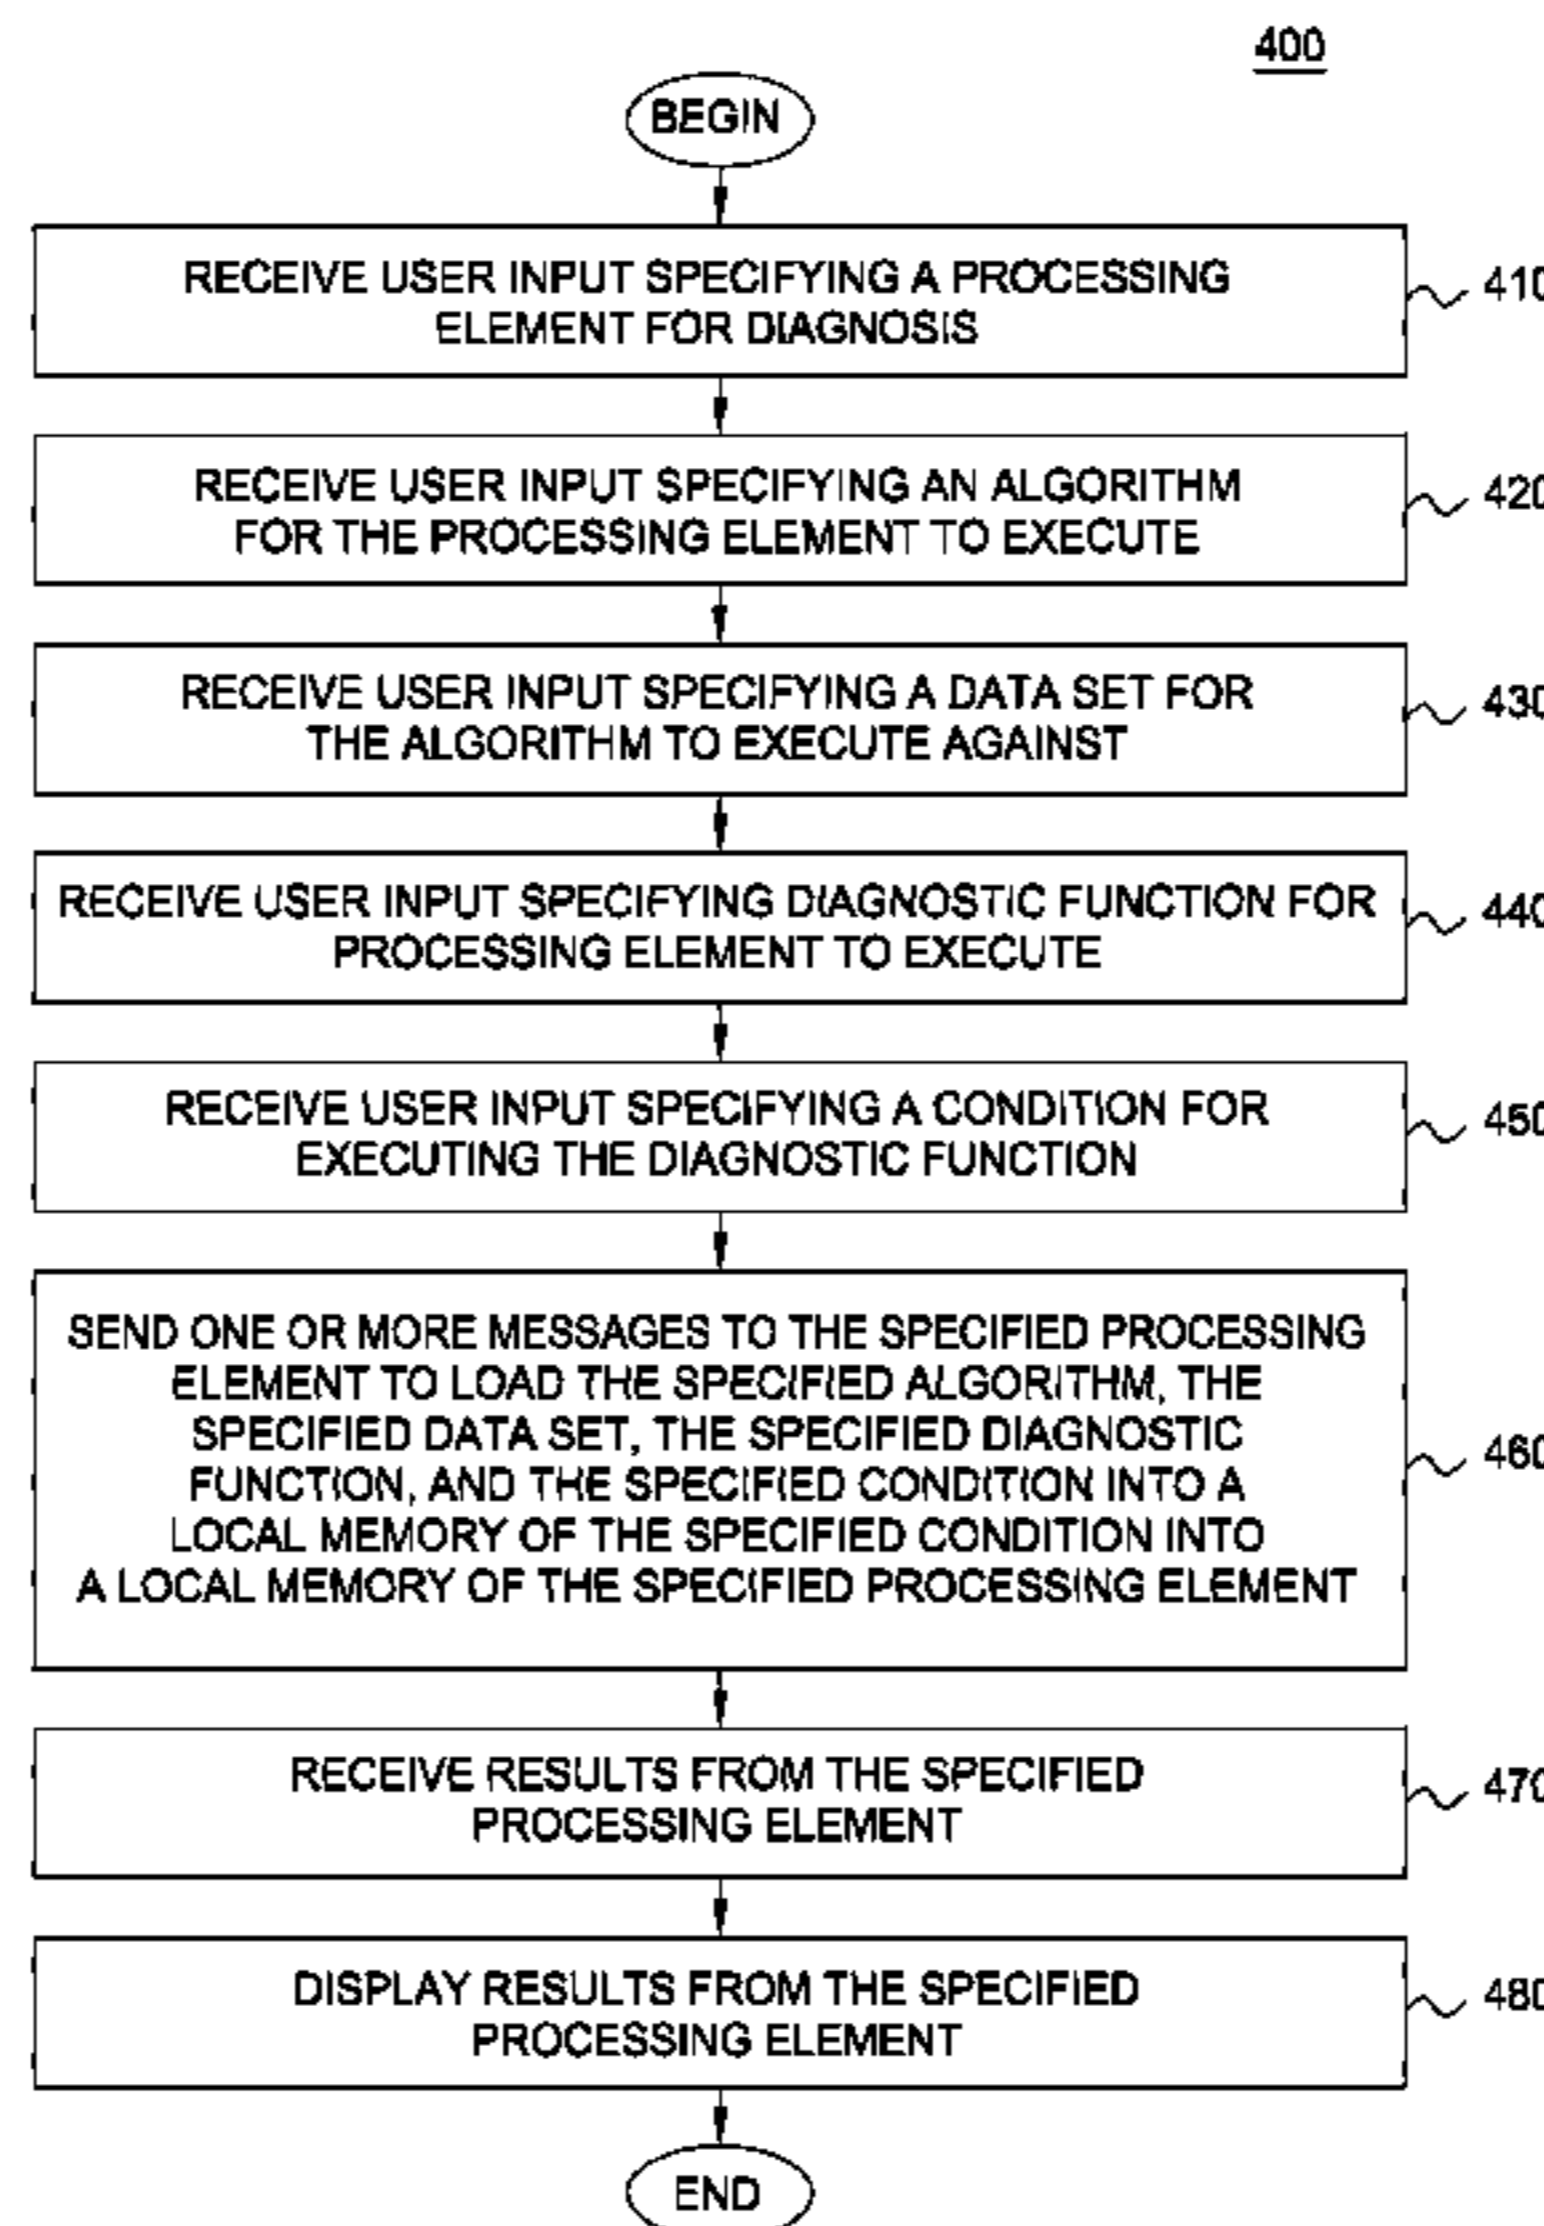 400
BEGIN
RECEIVE USER INPUT SPECIFYING A PROCESSING
ELEMENT FOR DIAGNOSIS
410
RECEIVE USER INPUT SPECIFYING AN ALGORITHM
FOR THE PROCESSING ELEMENT TO EXECUTE
420
RECEIVE USER INPUT SPECIFYING A DATA SET FOR
THE ALGORITHM TO EXECUTE AGAINST
430
RECEIVE USER INPUT SPECIFYING DIAGNOSTIC FUNCTION FOR
PROCESSING ELEMENT TO EXECUTE
440
RECEIVE USER INPUT SPECIFYING A CONDITION FOR
EXECUTING THE DIAGNOSTIC FUNCTION
450
SEND ONE OR MORE MESSAGES TO THE SPECIFIED PROCESSING
ELEMENT TO LOAD THE SPECIFIED ALGORITHM, THE
SPECIFIED DATA SET, THE SPECIFIED DIAGNOSTIC
FUNCTION, AND THE SPECIFIED CONDITION INTO A
LOCAL MEMORY OF THE SPECIFIED CONDITION INTO
A LOCAL MEMORY OF THE SPECIFIED PROCESSING ELEMENT
460
RECEIVE RESULTS FROM THE SPECIFIED
PROCESSING ELEMENT
470
DISPLAY RESULTS FROM THE SPECIFIED
PROCESSING ELEMENT
480
END